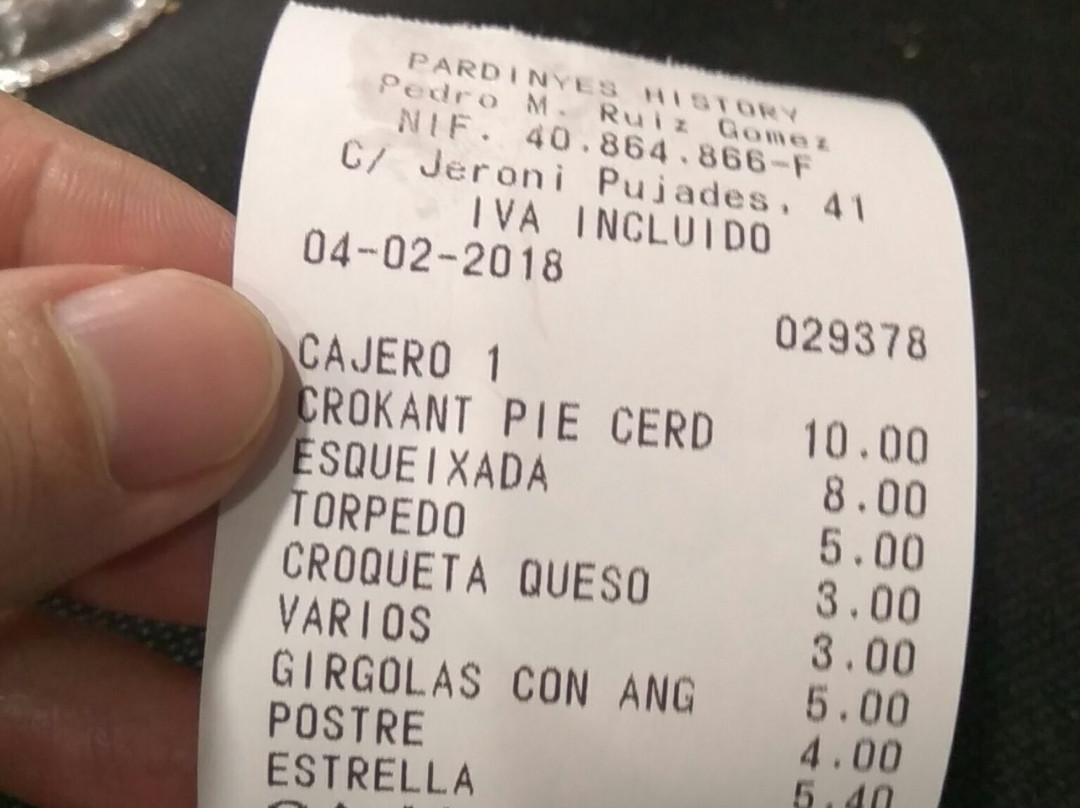 PARDINYES HISTORY
Pedro M. Ruiz Gomez
NIF. 40.864.866-F
C/ Jeroni Pujades, 41
IVA INCLUIDO
04-02-2018
029378
CAJERO 1
CROKANT PIE CERD 10.00
ESQUEIXADA 8.00
TORPEDO 5.00
CROQUETA QUESO 3.00
VARIOS 3.00
GIRGOLAS CON ANG 5.00
POSTRE 4.00
ESTRELLA 5.40